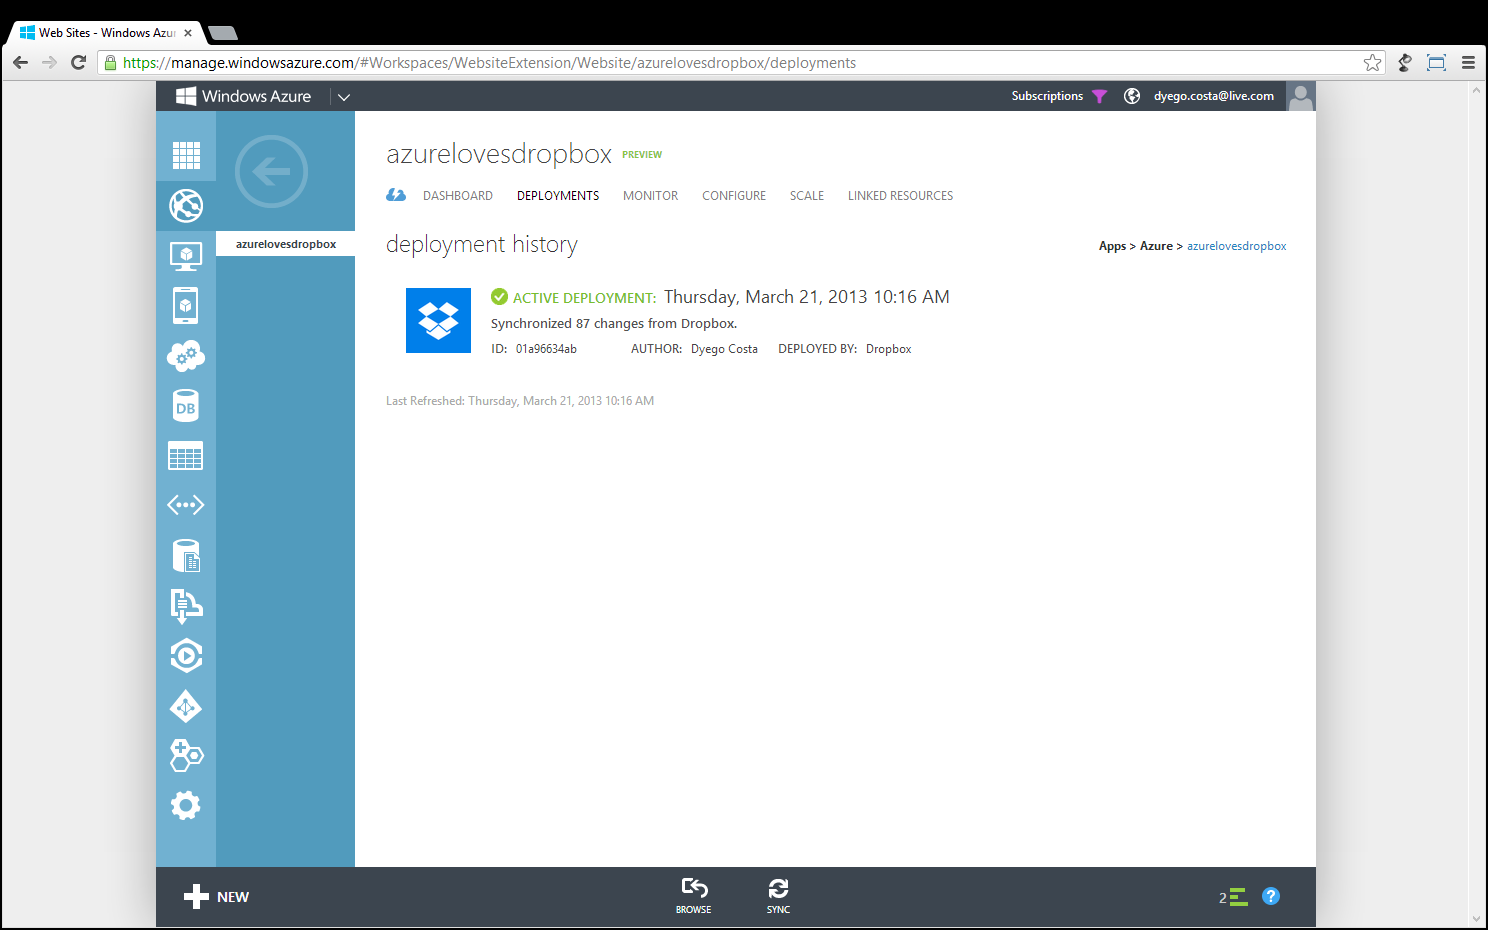 Web Sites - Windows Azur
https://manage.windowsazure.com/#Workspaces/WebsiteExtension/Website/azurelovesdropbox/deployments
Windows Azure
Subscriptions
dyego.costa@live.com
azurelovesdropbox PREVIEW
DASHBOARD DEPLOYMENTS MONITOR CONFIGURE SCALE LINKED RESOURCES
azurelovesdropbox
deployment history
Apps > Azure > azurelovesdropbox
ACTIVE DEPLOYMENT: Thursday, March 21, 2013 10:16 AM
Synchronized 87 changes from Dropbox.
ID: 01a96634ab AUTHOR: Dyego Costa DEPLOYED BY: Dropbox
Last Refreshed: Thursday, March 21, 2013 10:16 AM
DB
NEW
BROWSE
SYNC
2
?